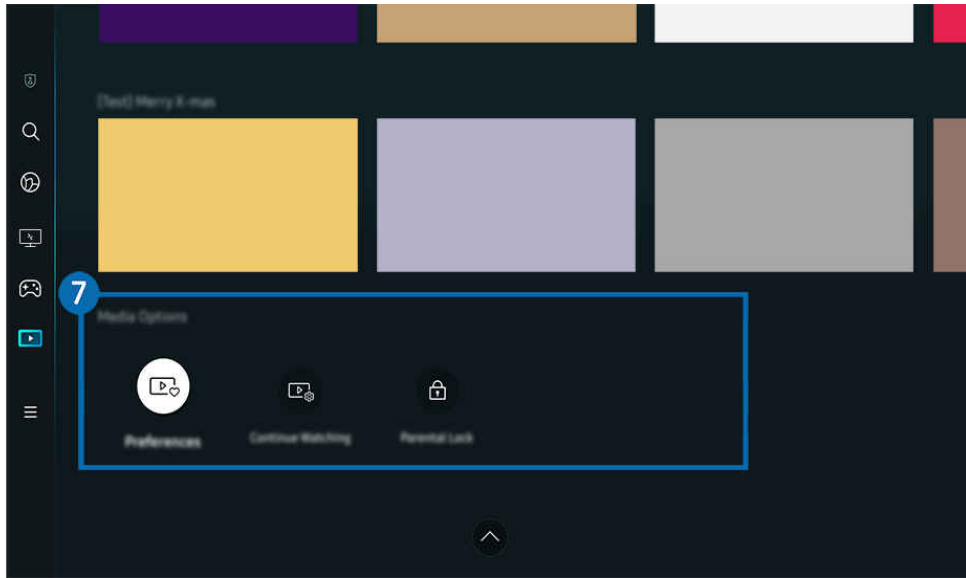 [Test] Merry X-mas
7
Media Options
Preferences
Continue Watching
Parental Lock